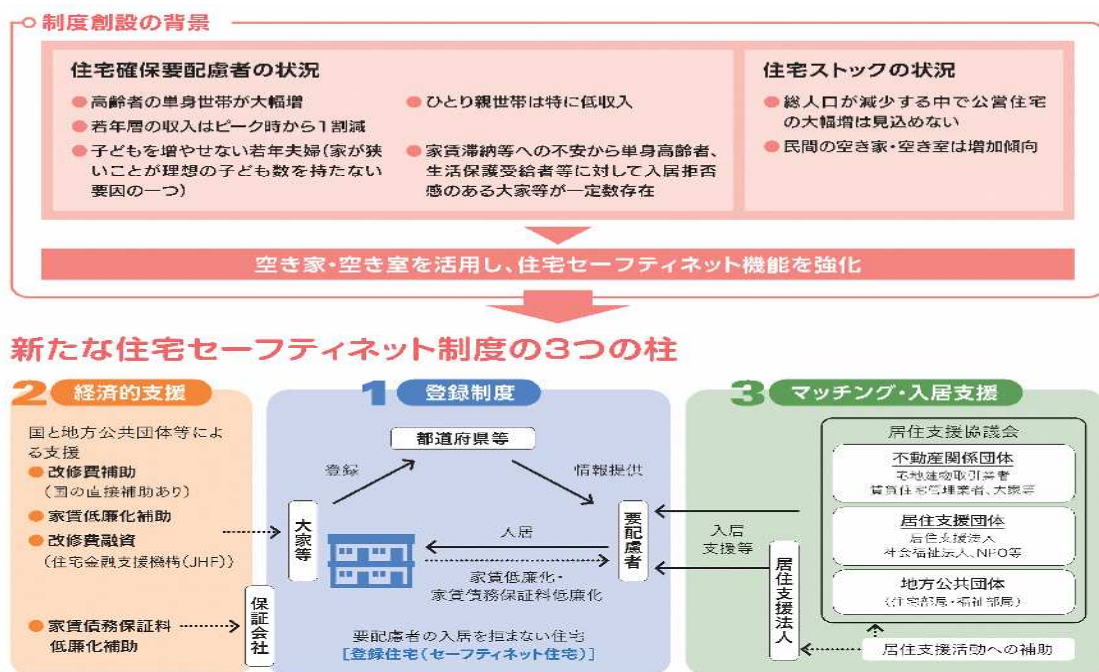 制度創設の背景
住宅確保要配慮者の状況
●高齢者の単身世帯が大幅増
●若年層の収入はピーク時から1割減
●子どもを増やせない若年夫婦(家が狭
いことが理想の子ども数を持たない
要因の一つ)
●ひとり親世帯は特に低収入
●家賃滞納等への不安から単身高齢者、
生活保護受給者等に対して入居拒否
感のある大家等が一定数存在
住宅ストックの状況
●総人口が減少する中で公営住宅
の大幅増は見込めない
●民間の空き家・空き室は増加傾向
空き家・空き室を活用し、住宅セーフティネット機能を強化
新たな住宅セーフティネット制度の3つの柱
2 経済的支援
国と地方公共団体等によ
る支援
●改修費補助
(国の直接補助あり)
●家賃低廉化補助
●改修費融資
(住宅金融支援機構(JHF))
●家賃債務保証料
低廉化補助
保証会社
1 登録制度
都道府県等
登録
情報提供
大家等
入居
要配慮者
家賃低廉化・
家賃債務保証料低廉化
要配慮者の入居を拒まない住宅
[登録住宅(セーフティネット住宅)]
3 マッチング・入居支援
入居
支援等
居住支援法人
居住支援協議会
不動産関係団体
宅地建物取引業者
賃貸住宅管理業者、大家等
居住支援団体
居住支援法人
社会福祉法人、NPO等
地方公共団体
(住宅部局・福祉部局)
居住支援活動への補助